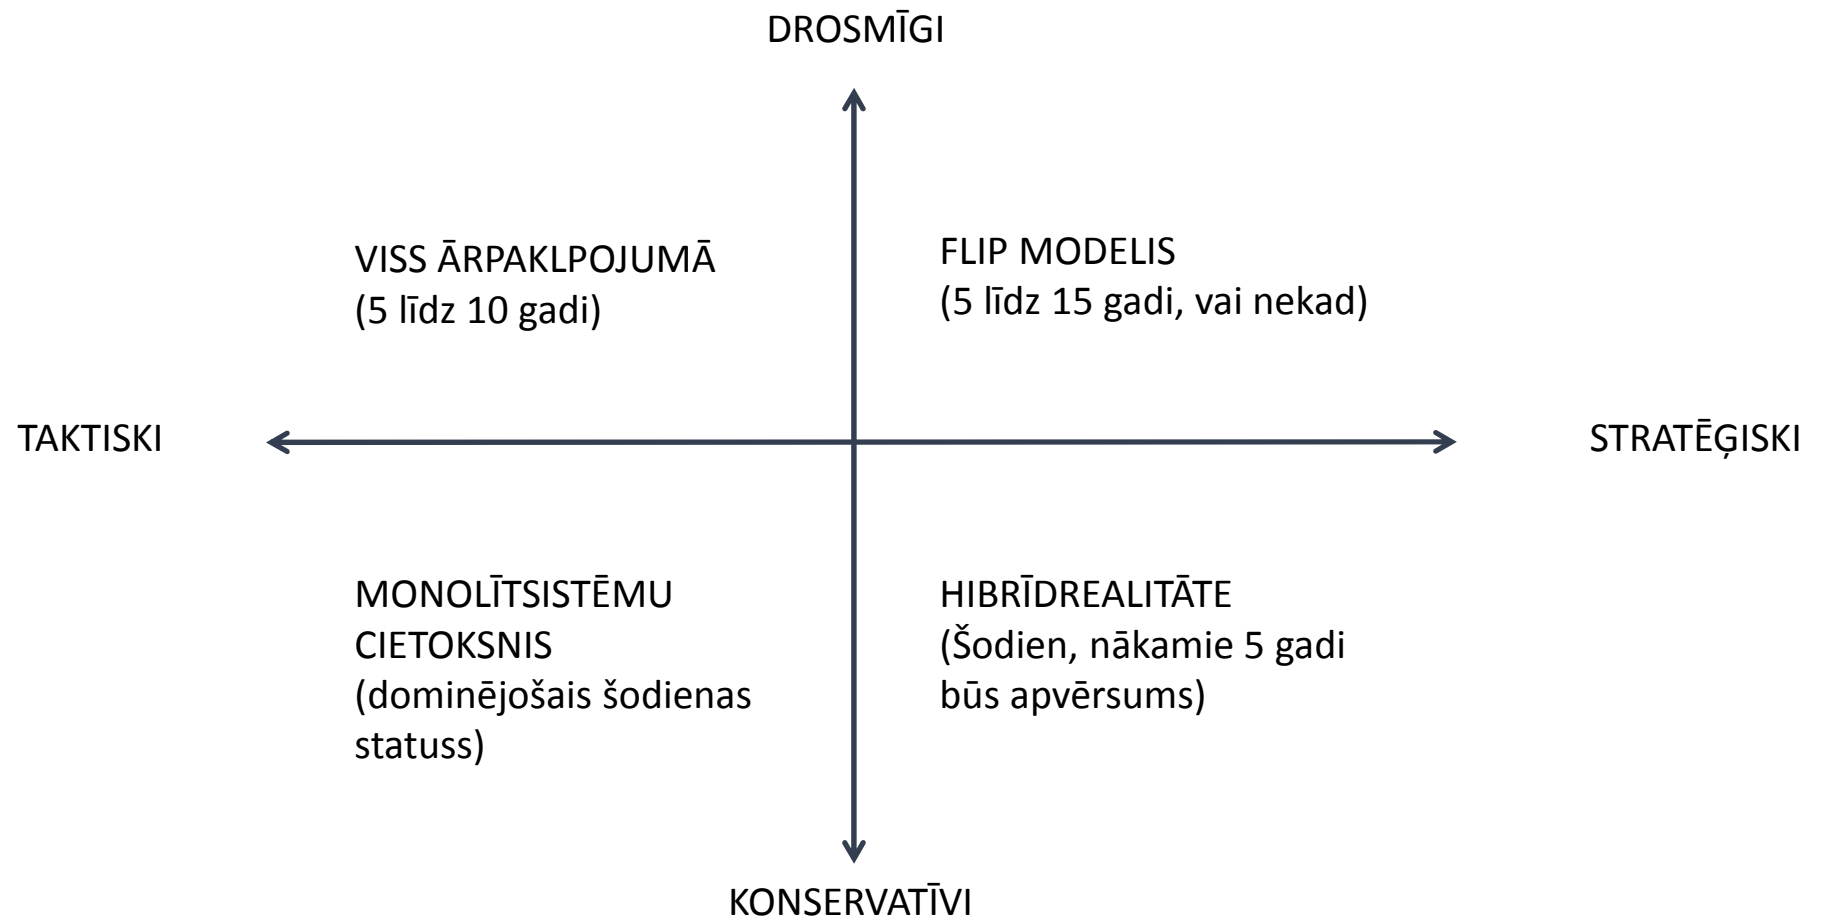 DROSMĪGI
VISS ĀRPAKLPOJUMĀ
(5 līdz 10 gadi)
FLIP MODELIS
(5 līdz 15 gadi, vai nekad)
TAKTISKI
STRATĒĢISKI
MONOLĪTSISTĒMU
CIETOKSNIS
(dominējošais šodienas
statuss)
HIBRĪDREALITĀTE
(Šodien, nākamie 5 gadi
būs apvērsums)
KONSERVATĪVI